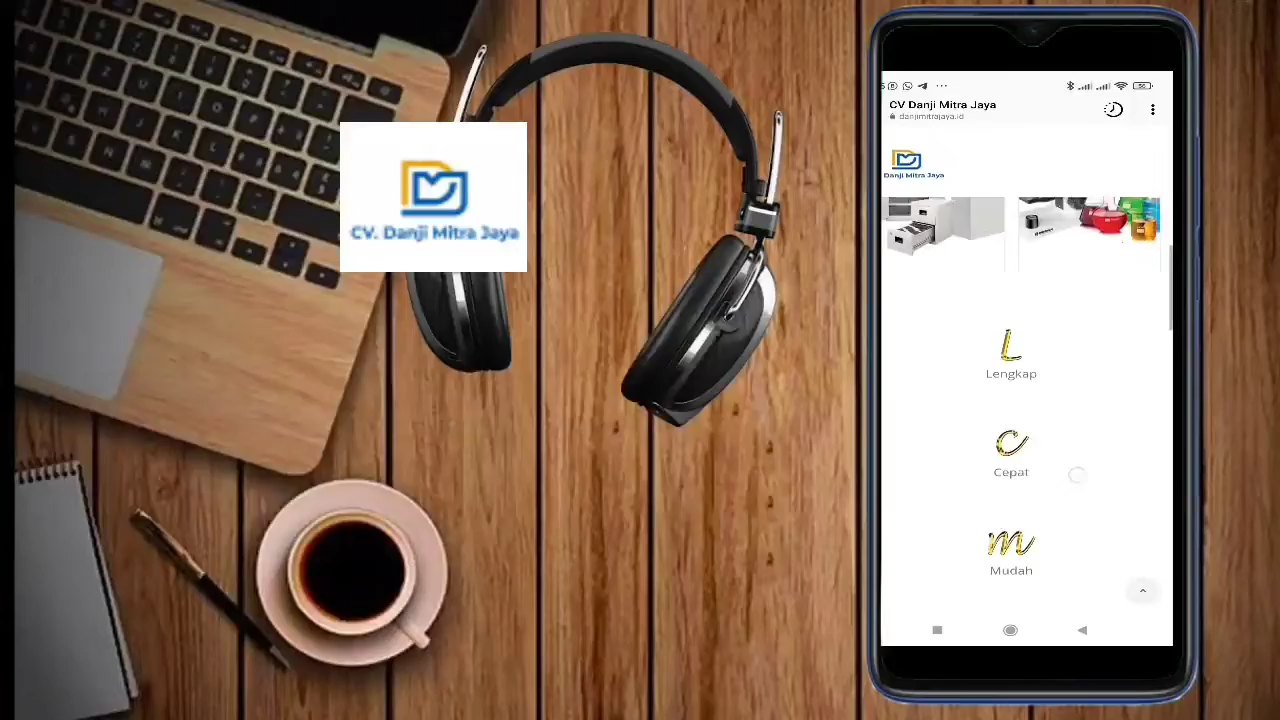 CV. Danji Mitra Jaya
CV Danji Mitra Jaya
danjimitrajaya.id
Danji Mitra Jaya
L
Lengkap
C
Cepat
m
Mudah